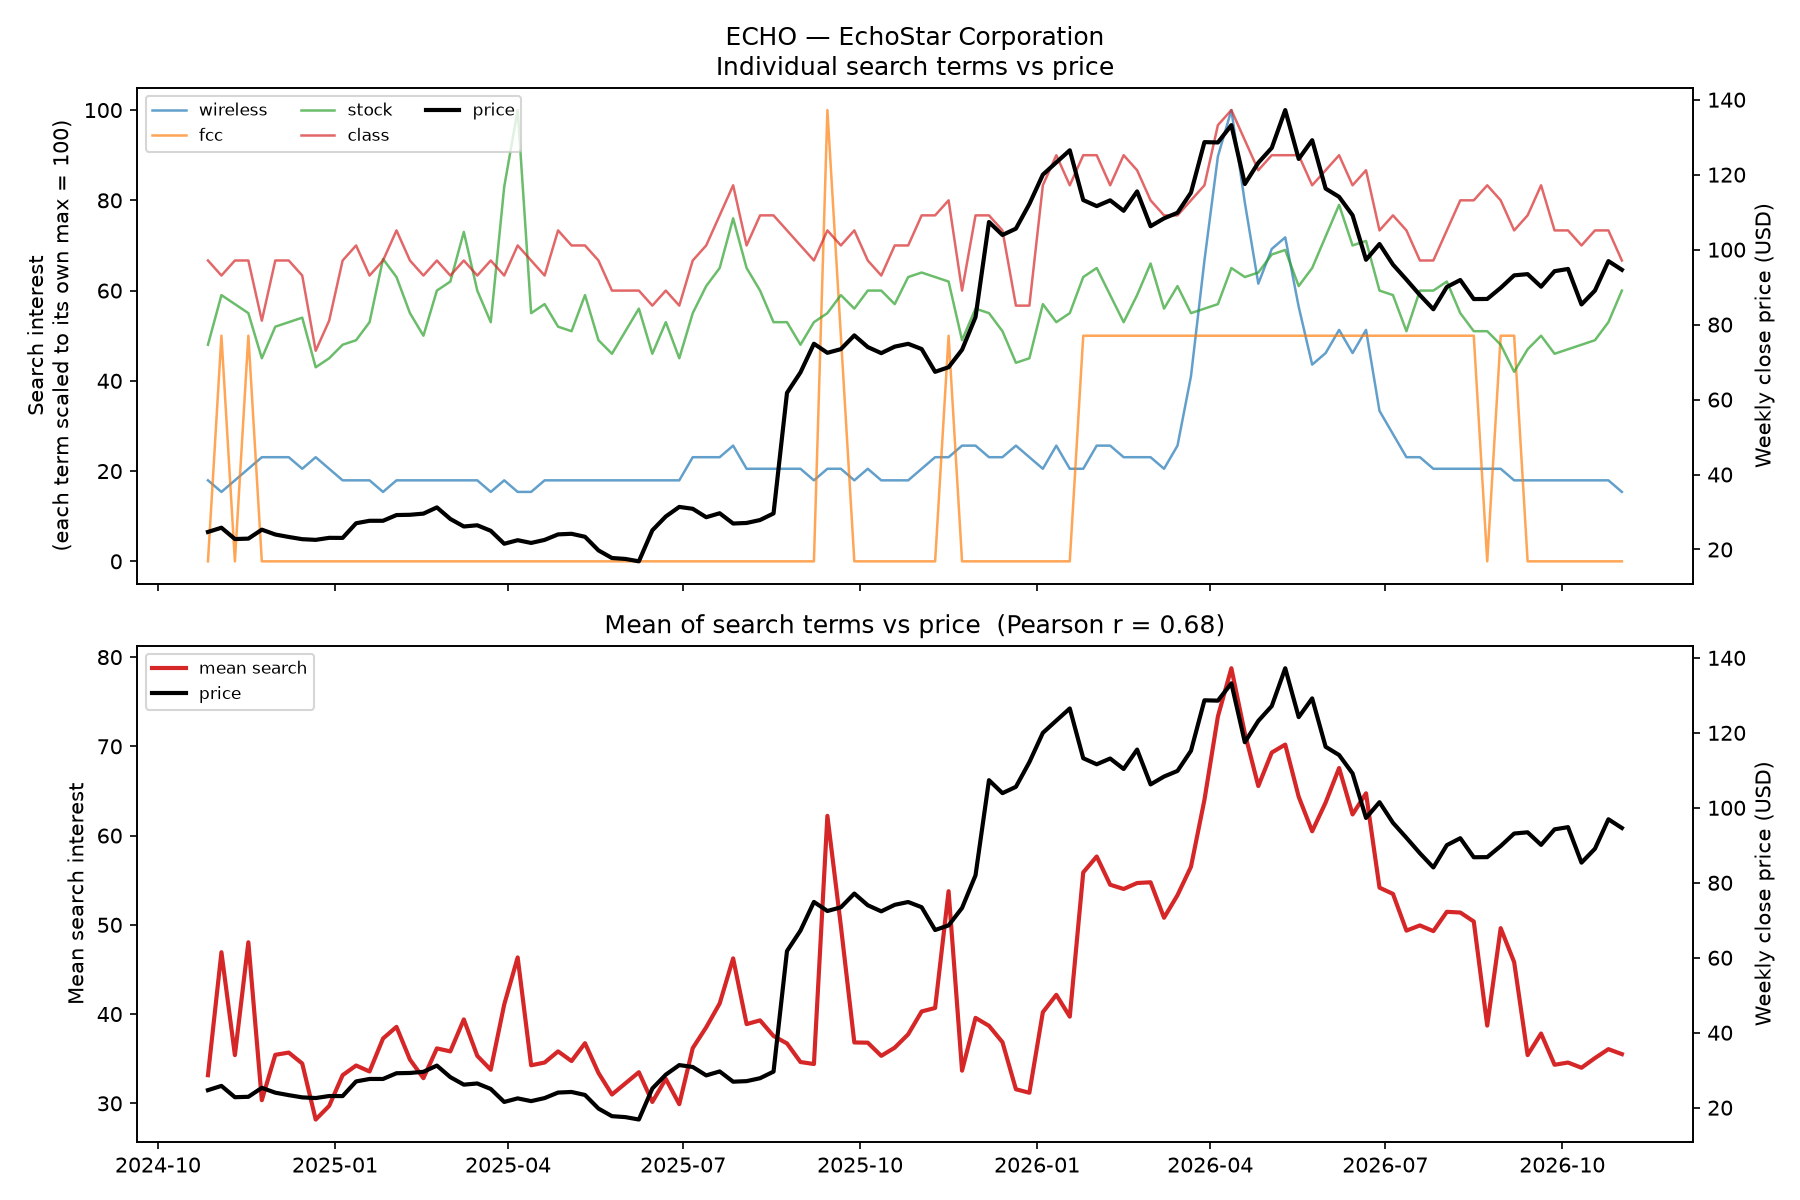 ECHO — EchoStar Corporation
Individual search terms vs price
wireless
fcc
stock
class
price
Search interest
(each term scaled to its own max = 100)
100
80
60
40
20
0
140
120
100
80
60
40
20
Weekly close price (USD)
Mean of search terms vs price (Pearson r = 0.68)
mean search
price
Mean search interest
80
70
60
50
40
30
140
120
100
80
60
40
20
Weekly close price (USD)
2024-10
2025-01
2025-04
2025-07
2025-10
2026-01
2026-04
2026-07
2026-10